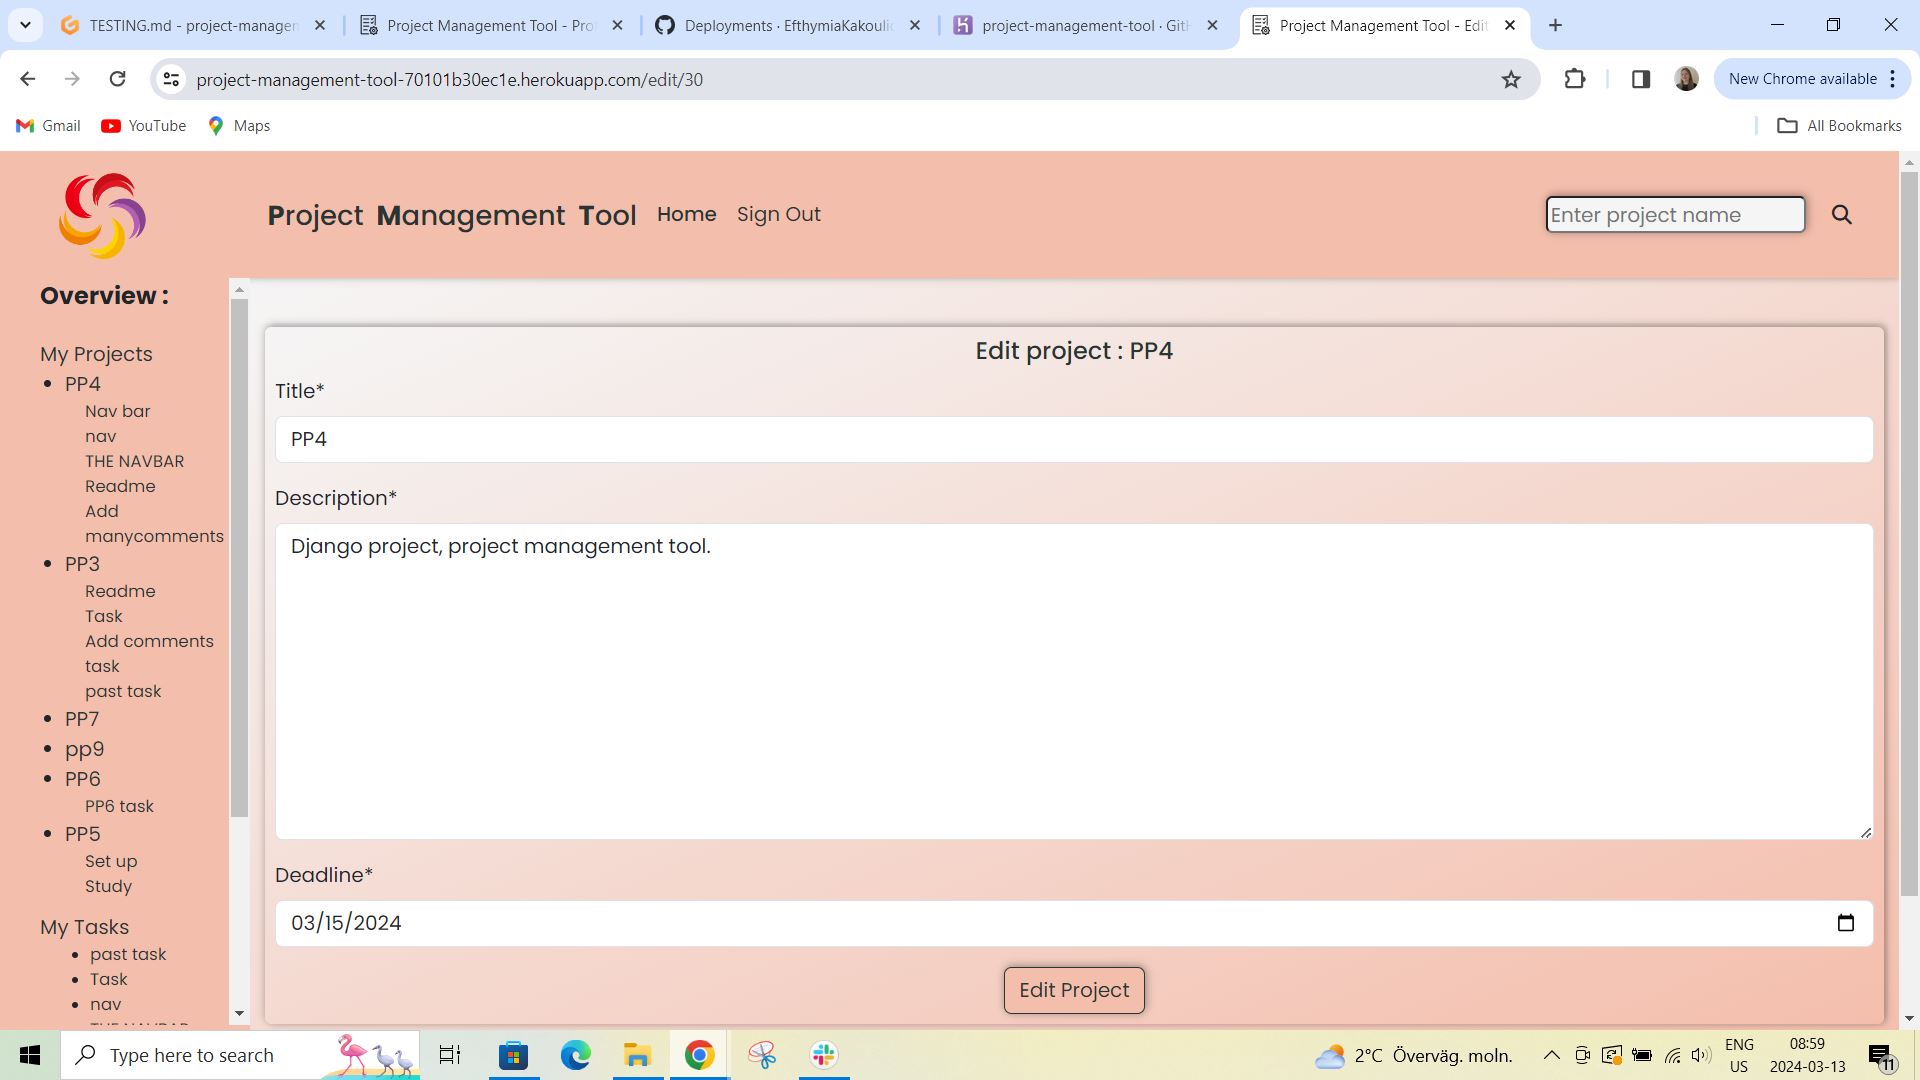 TESTING.md - project-managen
Project Management Tool - Pro
Deployments · EfthymiaKakouli
project-management-tool · Git
Project Management Tool - Edit
project-management-tool-70101b30ec1e.herokuapp.com/edit/30
New Chrome available
Gmail
YouTube
Maps
All Bookmarks
Project Management Tool
Home
Sign Out
Enter project name
Overview :
My Projects
PP4
Nav bar
nav
THE NAVBAR
Readme
Add
manycomments
PP3
Readme
Task
Add comments
task
past task
PP7
pp9
PP6
PP6 task
PP5
Set up
Study
My Tasks
past task
Task
nav
THE NAVBAR
Edit project : PP4
Title*
PP4
Description*
Django project, project management tool.
Deadline*
03/15/2024
Edit Project
Type here to search
2°C Överväg. moln.
ENG
US
08:59
2024-03-13
11